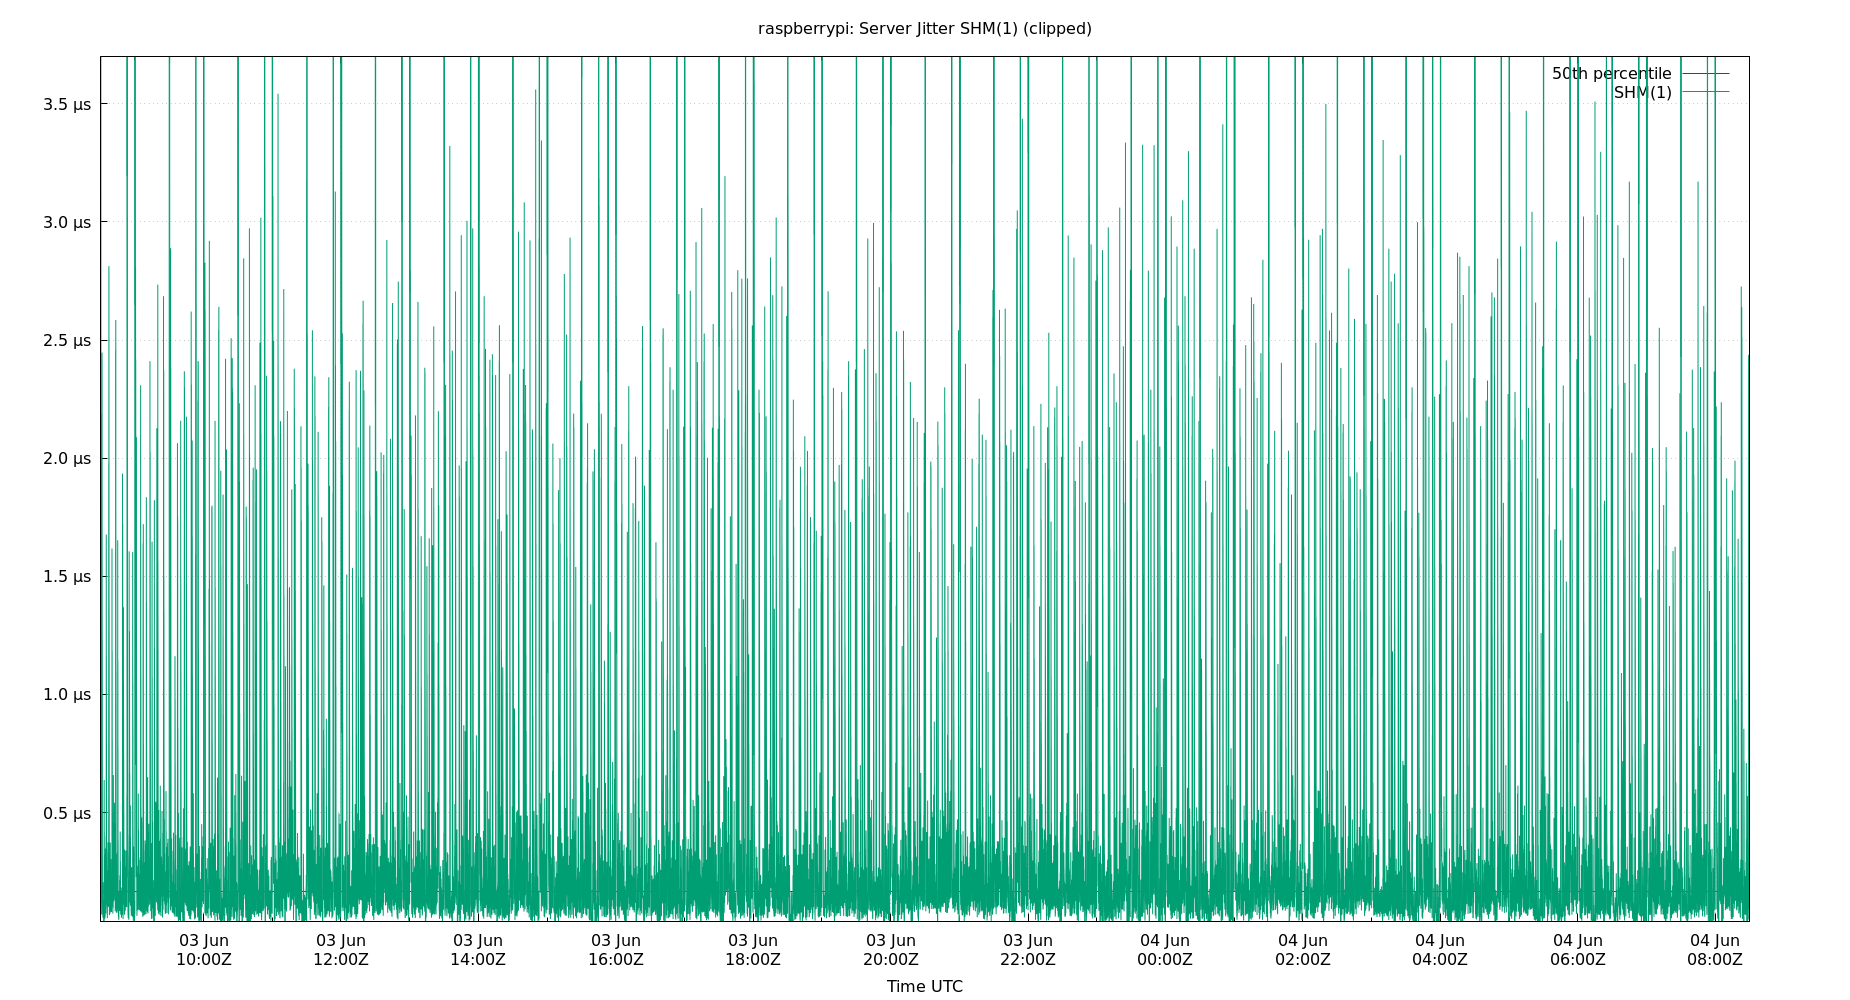 raspberrypi: Server Jitter SHM(1) (clipped)
50th percentile
SHM(1)
3.5 µs
3.0 µs
2.5 µs
2.0 µs
1.5 µs
1.0 µs
0.5 µs
03 Jun 03 Jun 03 Jun 03 Jun 03 Jun 03 Jun 03 Jun 04 Jun 04 Jun 04 Jun 04 Jun 04 Jun
10:00Z 12:00Z 14:00Z 16:00Z 18:00Z 20:00Z 22:00Z 00:00Z 02:00Z 04:00Z 06:00Z 08:00Z
Time UTC